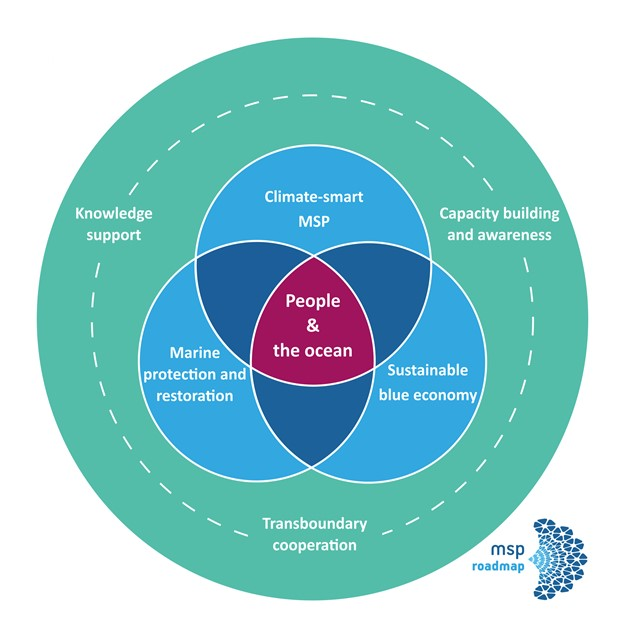 Climate-smart
MSP
Knowledge
support
Capacity building
and awareness
People
&
the ocean
Marine
protection and
restoration
Sustainable
blue economy
Transboundary
cooperation
msp
roadmap